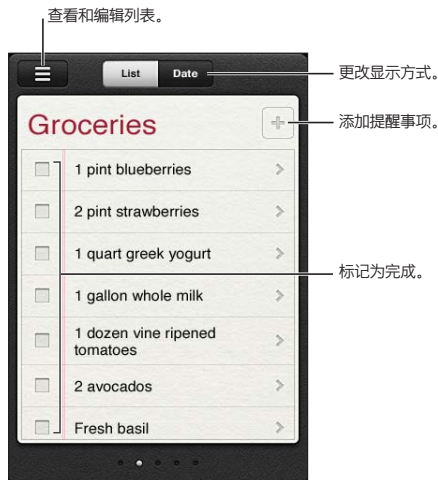 查看和编辑列表。
List Date
更改显示方式。
Groceries
添加提醒事项。
1 pint blueberries
2 pint strawberries
1 quart greek yogurt
标记为完成。
1 gallon whole milk
1 dozen vine ripened
tomatoes
2 avocados
Fresh basil